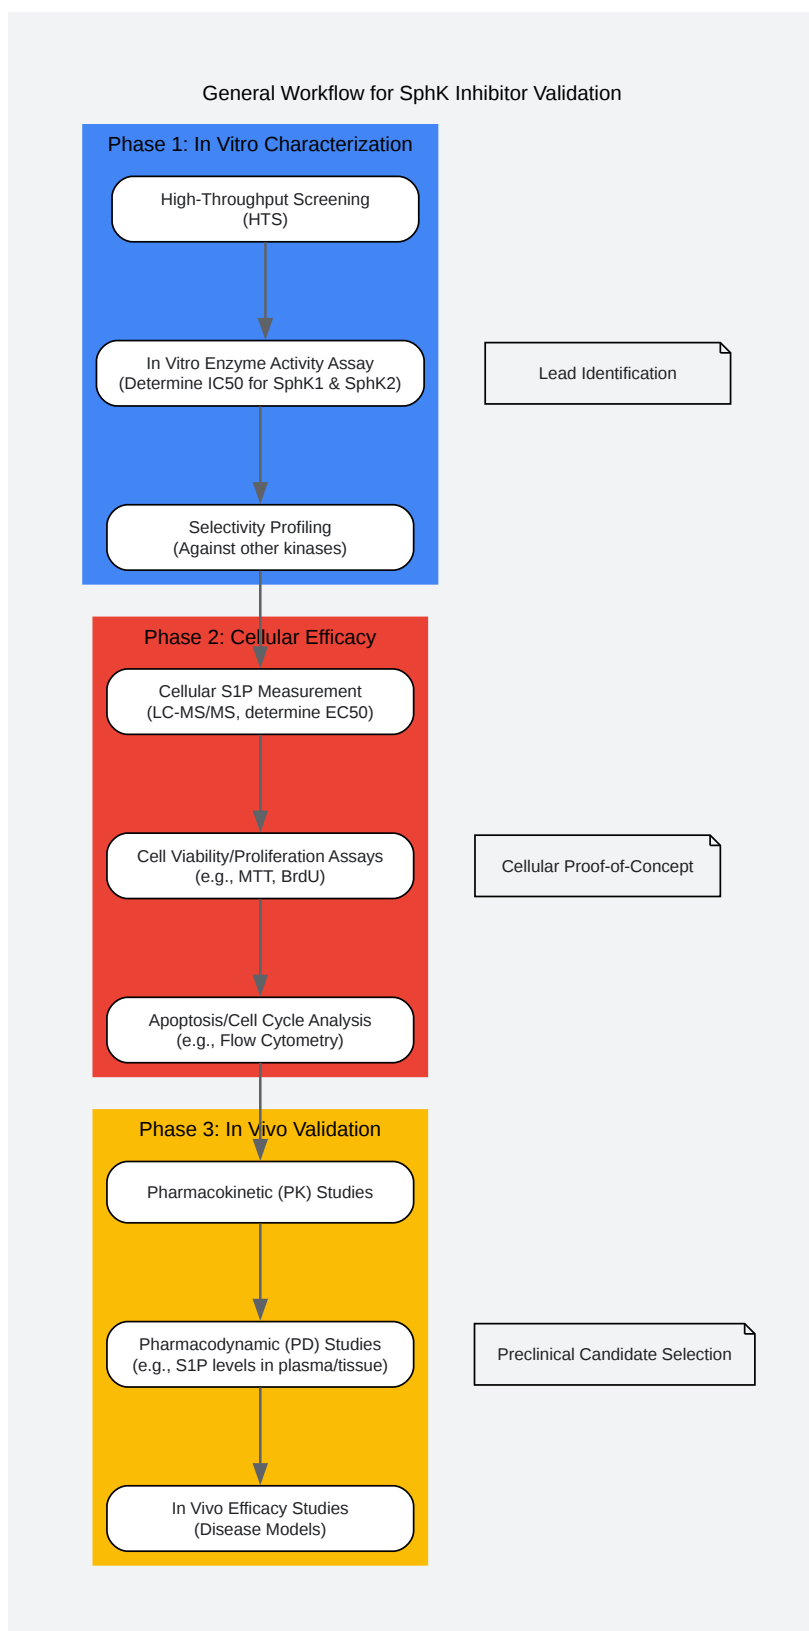 General Workflow for SphK Inhibitor Validation
Phase 1: In Vitro Characterization
High-Throughput Screening
(HTS)
In Vitro Enzyme Activity Assay
(Determine IC50 for SphK1 & SphK2)
Lead Identification
Selectivity Profiling
(Against other kinases)
Phase 2: Cellular Efficacy
Cellular S1P Measurement
(LC-MS/MS, determine EC50)
Cell Viability/Proliferation Assays
(e.g., MTT, BrdU)
Cellular Proof-of-Concept
Apoptosis/Cell Cycle Analysis
(e.g., Flow Cytometry)
Phase 3: In Vivo Validation
Pharmacokinetic (PK) Studies
Pharmacodynamic (PD) Studies
(e.g., S1P levels in plasma/tissue)
Preclinical Candidate Selection
In Vivo Efficacy Studies
(Disease Models)